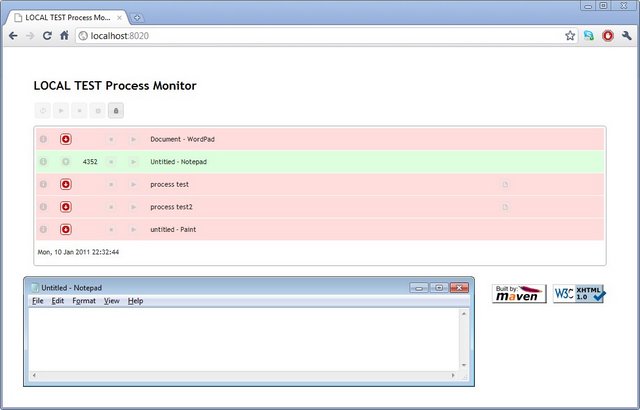 LOCAL TEST Process Mo...
localhost:8020
LOCAL TEST Process Monitor
Document - WordPad
4352 Untitled - Notepad
process test
process test2
untitled - Paint
Mon, 10 Jan 2011 22:32:44
Untitled - Notepad
File Edit Format View Help
Built by:
maven
W3C XHTML
1.0